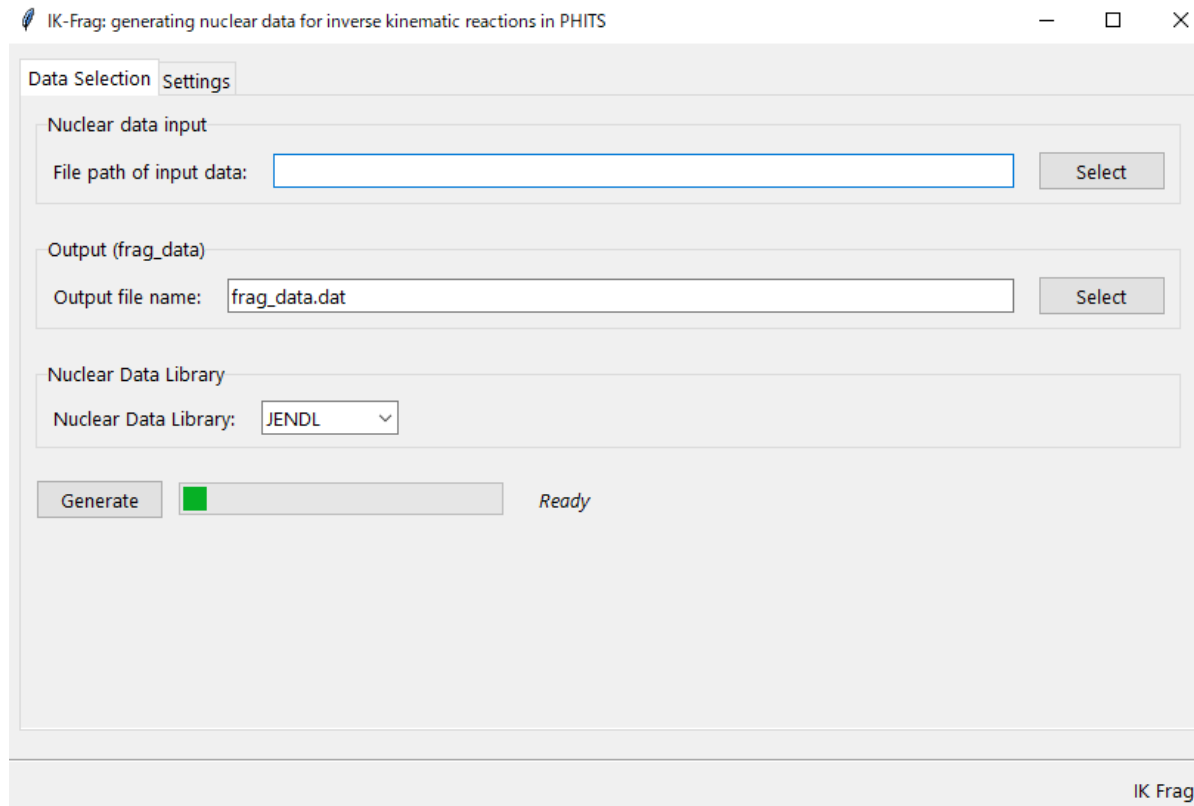 IK-Frag: generating nuclear data for inverse kinematic reactions in PHITS
Data Selection Settings
Nuclear data input
File path of input data: Select
Output (frag_data)
Output file name: frag_data.dat Select
Nuclear Data Library
Nuclear Data Library: JENDL
Generate Ready
IK Frag